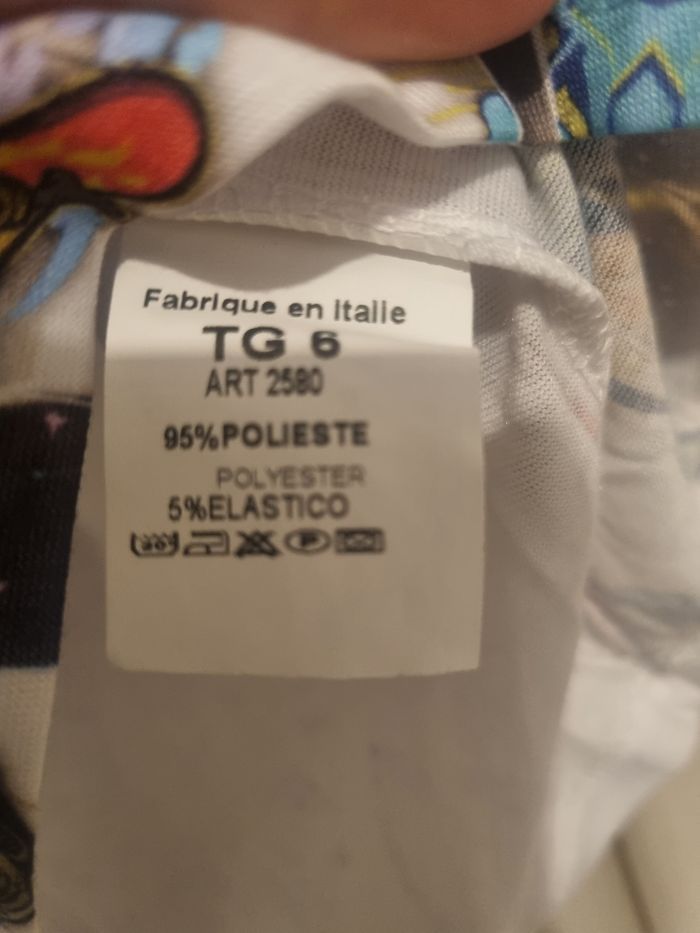 Fabrique en Italie
TG 6
ART 2580
95%POLIESTE
POLYESTER
5%ELASTICO